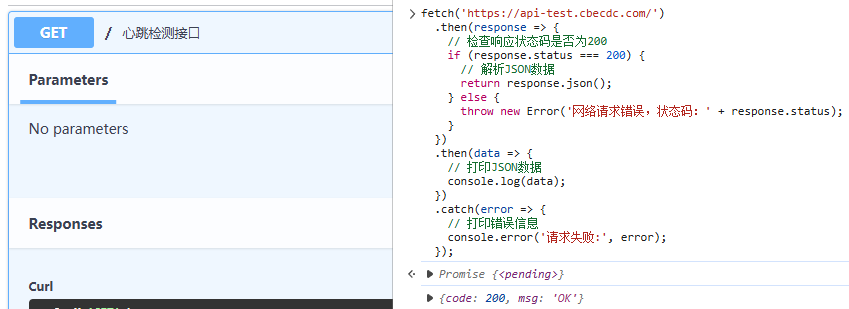 GET / 心跳检测接口
Parameters
No parameters
Responses
Curl
fetch('https://api-test.cbecdc.com/')
.then(response => {
// 检查响应状态码是否为200
if (response.status === 200) {
// 解析JSON数据
return response.json();
} else {
throw new Error('网络请求错误，状态码：' + response.status);
}
})
.then(data => {
// 打印JSON数据
console.log(data);
})
.catch(error => {
// 打印错误信息
console.error('请求失败:', error);
});
Promise {<pending>}
{code: 200, msg: 'OK'}